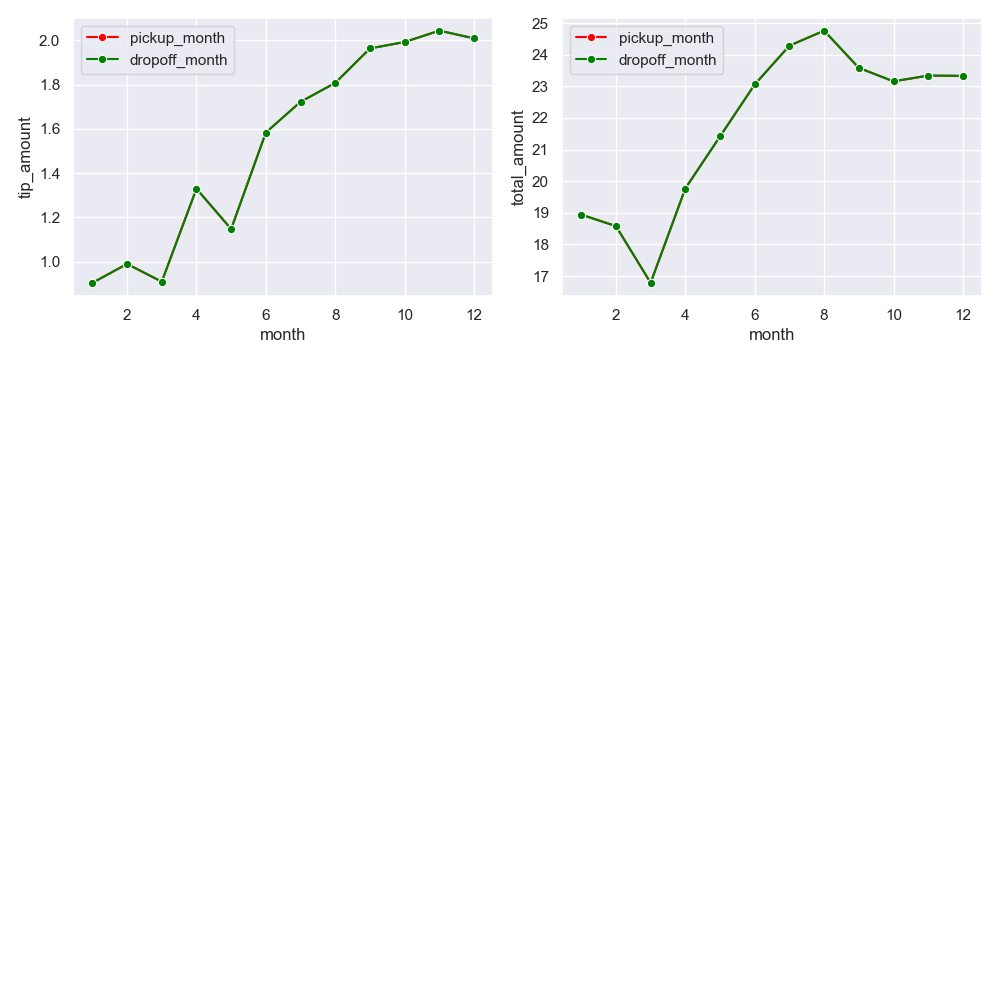 pickup_month
dropoff_month
tip_amount
2.0
1.8
1.6
1.4
1.2
1.0
2 4 6 8 10 12
month
pickup_month
dropoff_month
total_amount
25
24
23
22
21
20
19
18
17
2 4 6 8 10 12
month